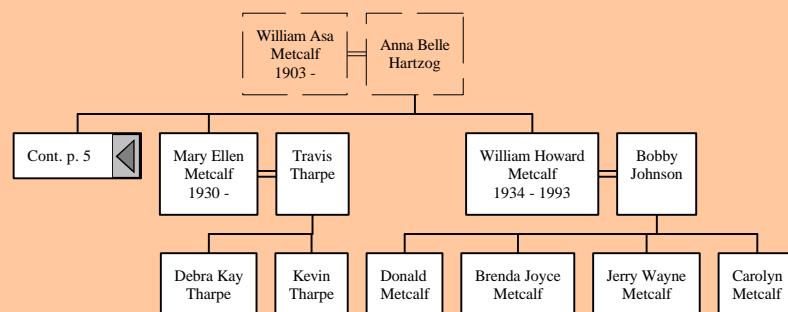 William Asa
Metcalf
1903 -
Anna Belle
Hartzog
Cont. p. 5
Mary Ellen
Metcalf
1930 -
Travis
Tharpe
William Howard
Metcalf
1934 - 1993
Bobby
Johnson
Debra Kay
Tharpe
Kevin
Tharpe
Donald
Metcalf
Brenda Joyce
Metcalf
Jerry Wayne
Metcalf
Carolyn
Metcalf